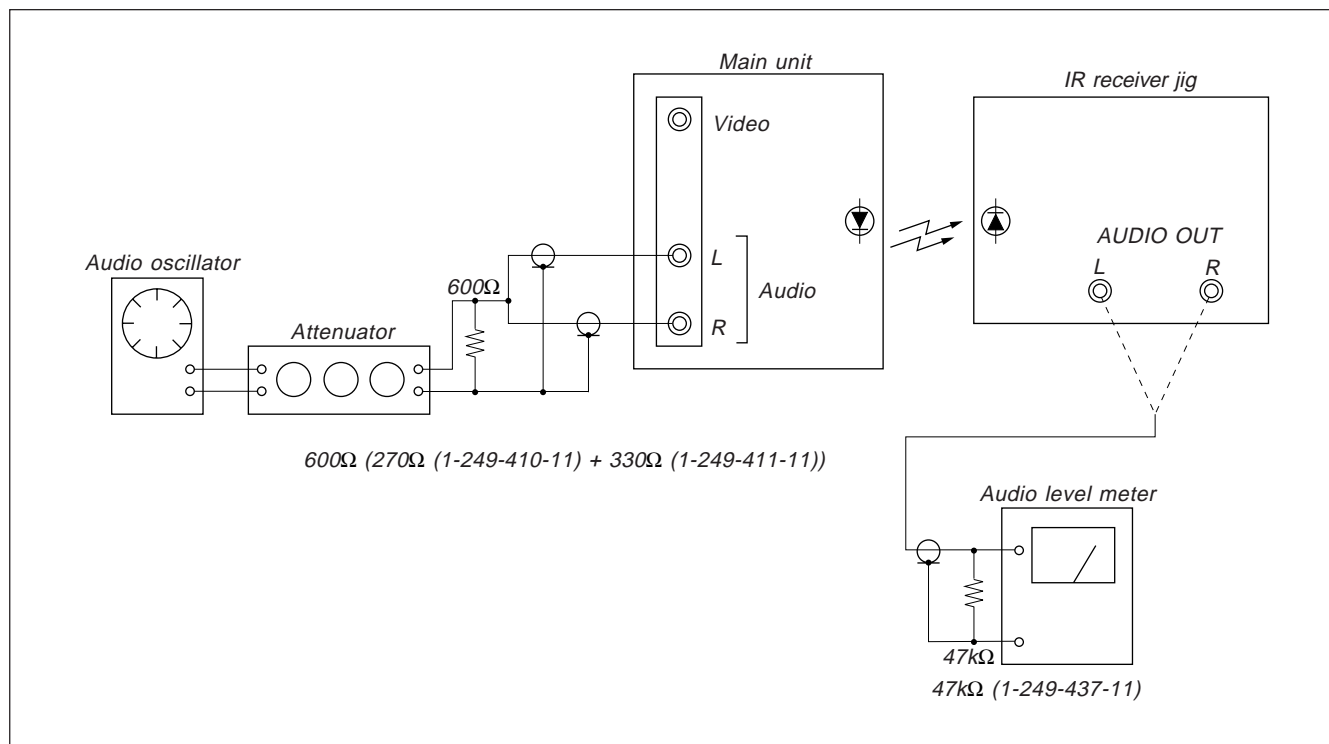 Main unit
IR receiver jig
Video
AUDIO OUT
L
R
Audio oscillator
L
600Ω
Audio
Attenuator
R
600Ω (270Ω (1-249-410-11) + 330Ω (1-249-411-11))
Audio level meter
47kΩ
47kΩ (1-249-437-11)